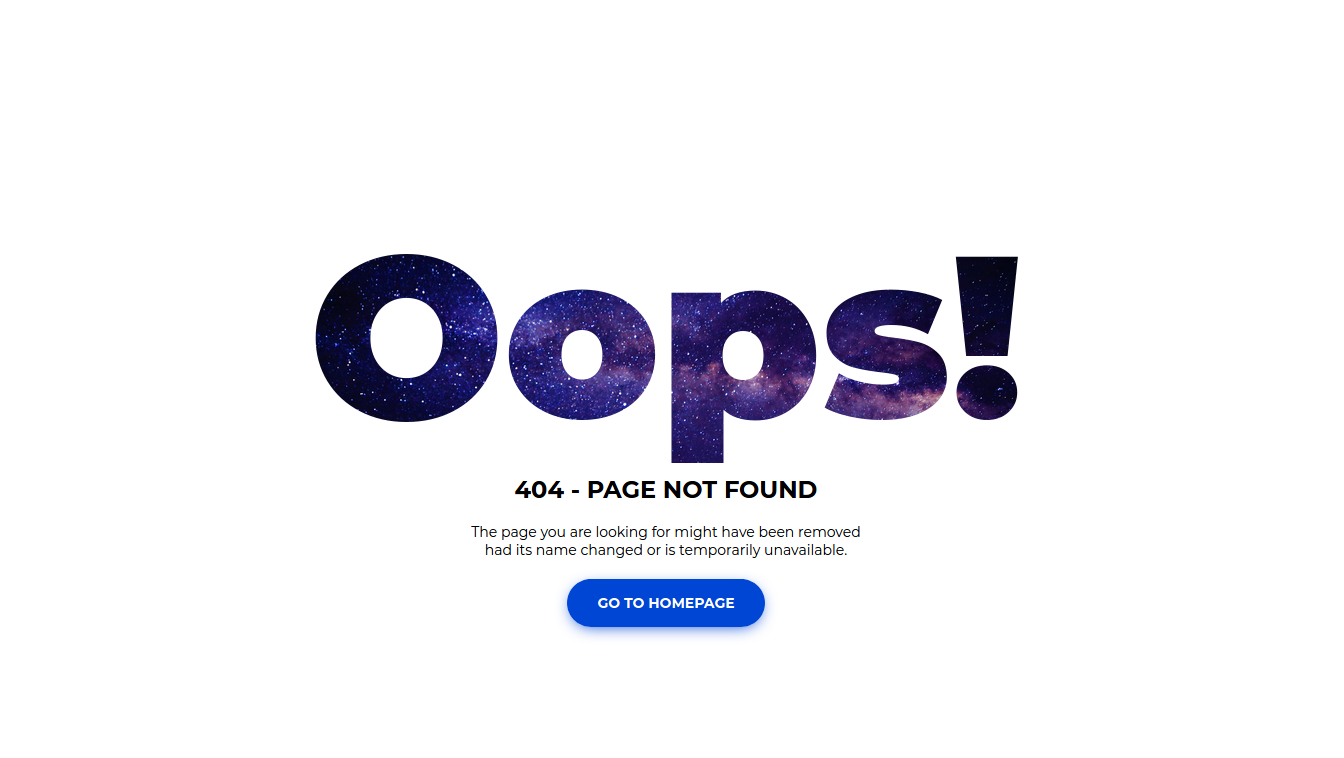 Oops!
404 - PAGE NOT FOUND
The page you are looking for might have been removed
had its name changed or is temporarily unavailable.
GO TO HOMEPAGE